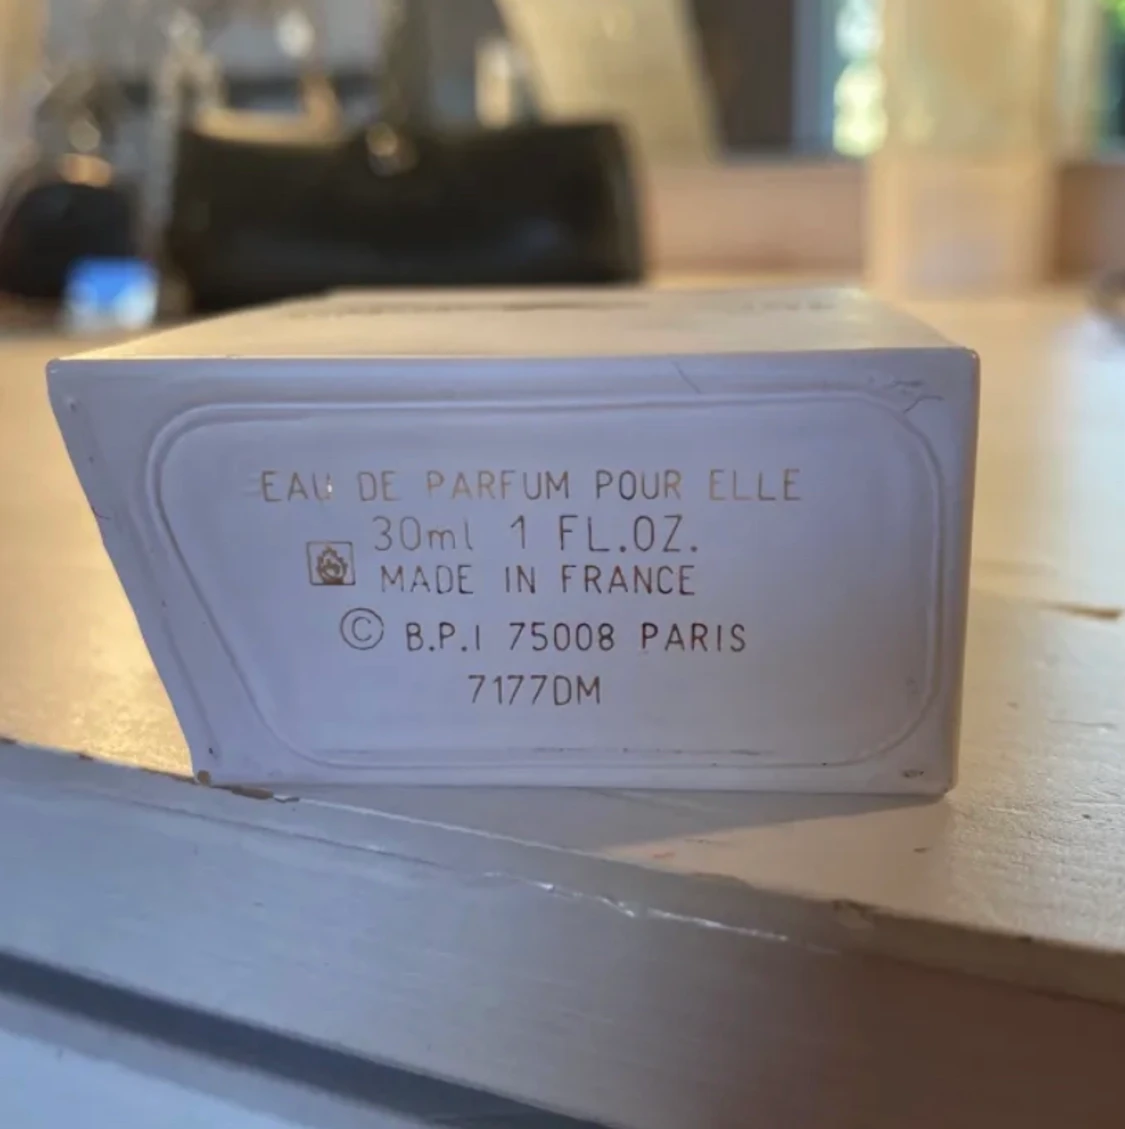 EAU DE PARFUM POUR ELLE
30ml 1 FL.OZ.
MADE IN FRANCE
© B.P.I 75008 PARIS
7177DM